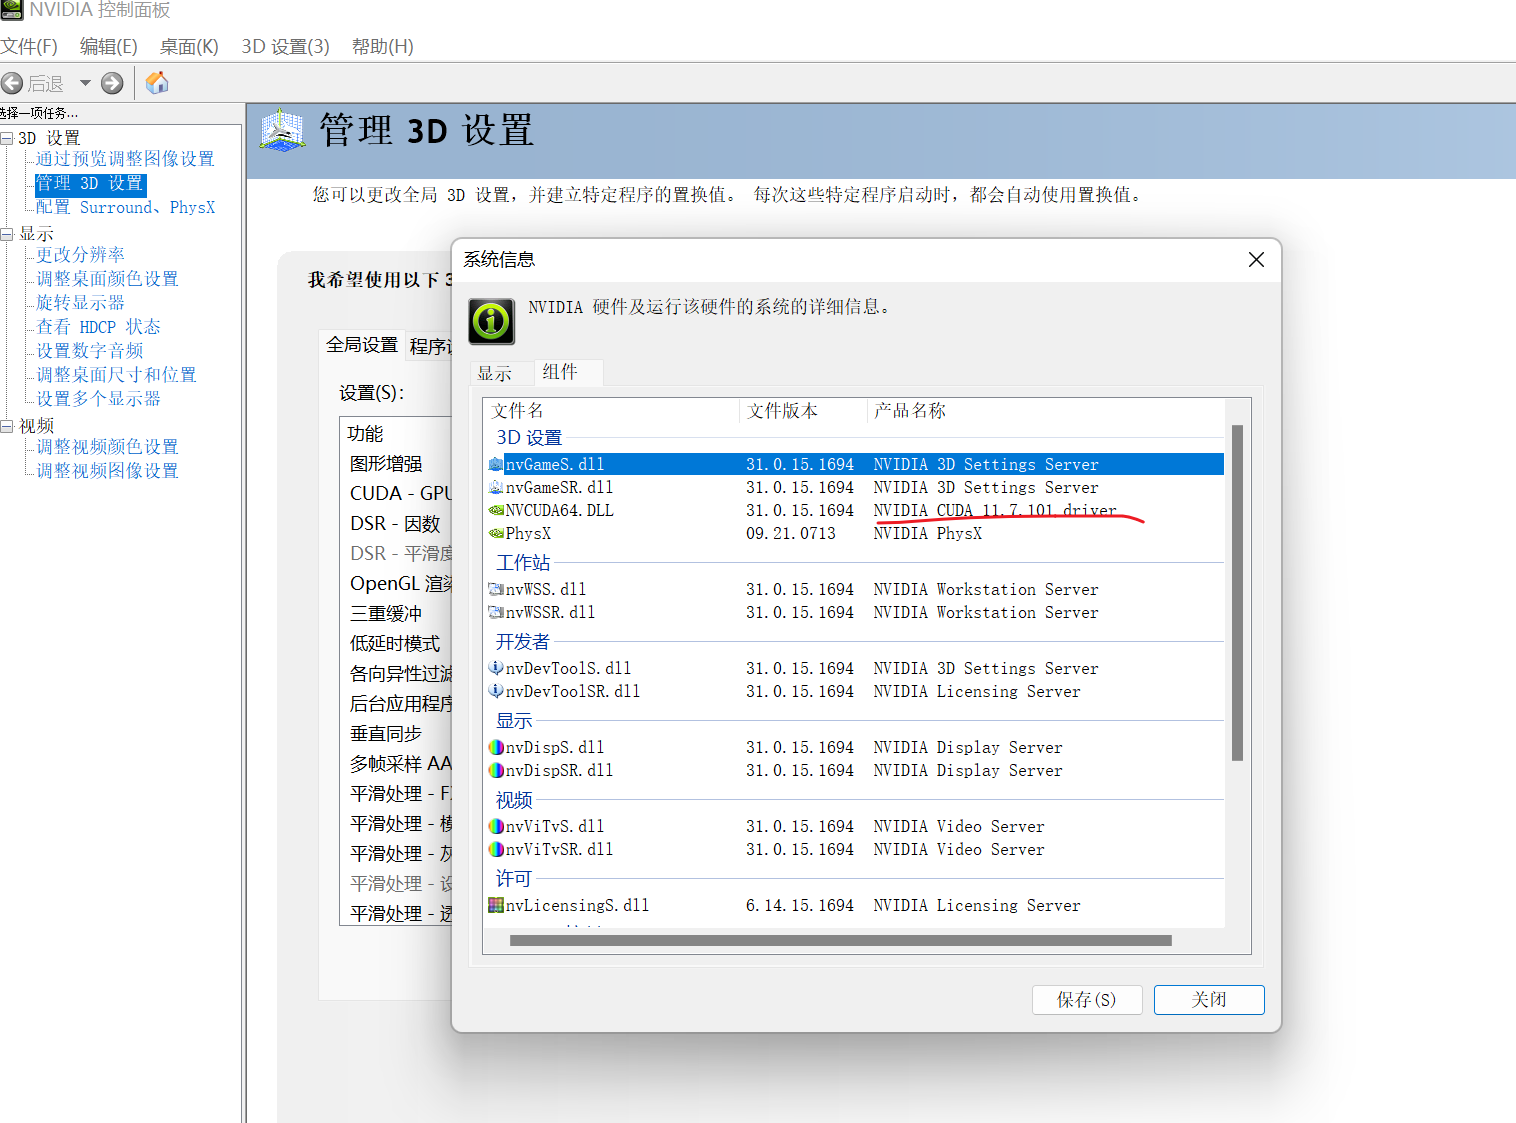 NVIDIA 控制面板
文件(F) 编辑(E) 桌面(K) 3D 设置(3) 帮助(H)
后退
选择一项任务...
3D 设置
通过预览调整图像设置
管理 3D 设置
配置 Surround、PhysX
显示
更改分辨率
调整桌面颜色设置
旋转显示器
查看 HDCP 状态
设置数字音频
调整桌面尺寸和位置
设置多个显示器
视频
调整视频颜色设置
调整视频图像设置
管理 3D 设置
您可以更改全局 3D 设置，并建立特定程序的置换值。 每次这些特定程序启动时，都会自动使用置换值。
我希望使用以下 3
全局设置 程序设
设置(S)：
功能
图形增强
CUDA - GPU
DSR - 因数
DSR - 平滑度
OpenGL 渲染
三重缓冲
低延时模式
各向异性过滤
后台应用程序
垂直同步
多帧采样 AA
平滑处理 - F
平滑处理 - 模
平滑处理 - 灰
平滑处理 - 设
平滑处理 - 透
系统信息
NVIDIA 硬件及运行该硬件的系统的详细信息。
显示 组件
文件名 文件版本 产品名称
3D 设置
nvGameS.dll 31.0.15.1694 NVIDIA 3D Settings Server
nvGameSR.dll 31.0.15.1694 NVIDIA 3D Settings Server
NVCUDA64.DLL 31.0.15.1694 NVIDIA CUDA 11.7.101 driver
PhysX 09.21.0713 NVIDIA PhysX
工作站
nvWSS.dll 31.0.15.1694 NVIDIA Workstation Server
nvWSSR.dll 31.0.15.1694 NVIDIA Workstation Server
开发者
nvDevToolS.dll 31.0.15.1694 NVIDIA 3D Settings Server
nvDevToolSR.dll 31.0.15.1694 NVIDIA Licensing Server
显示
nvDispS.dll 31.0.15.1694 NVIDIA Display Server
nvDispSR.dll 31.0.15.1694 NVIDIA Display Server
视频
nvViTvS.dll 31.0.15.1694 NVIDIA Video Server
nvViTvSR.dll 31.0.15.1694 NVIDIA Video Server
许可
nvLicensingS.dll 6.14.15.1694 NVIDIA Licensing Server
保存(S) 关闭